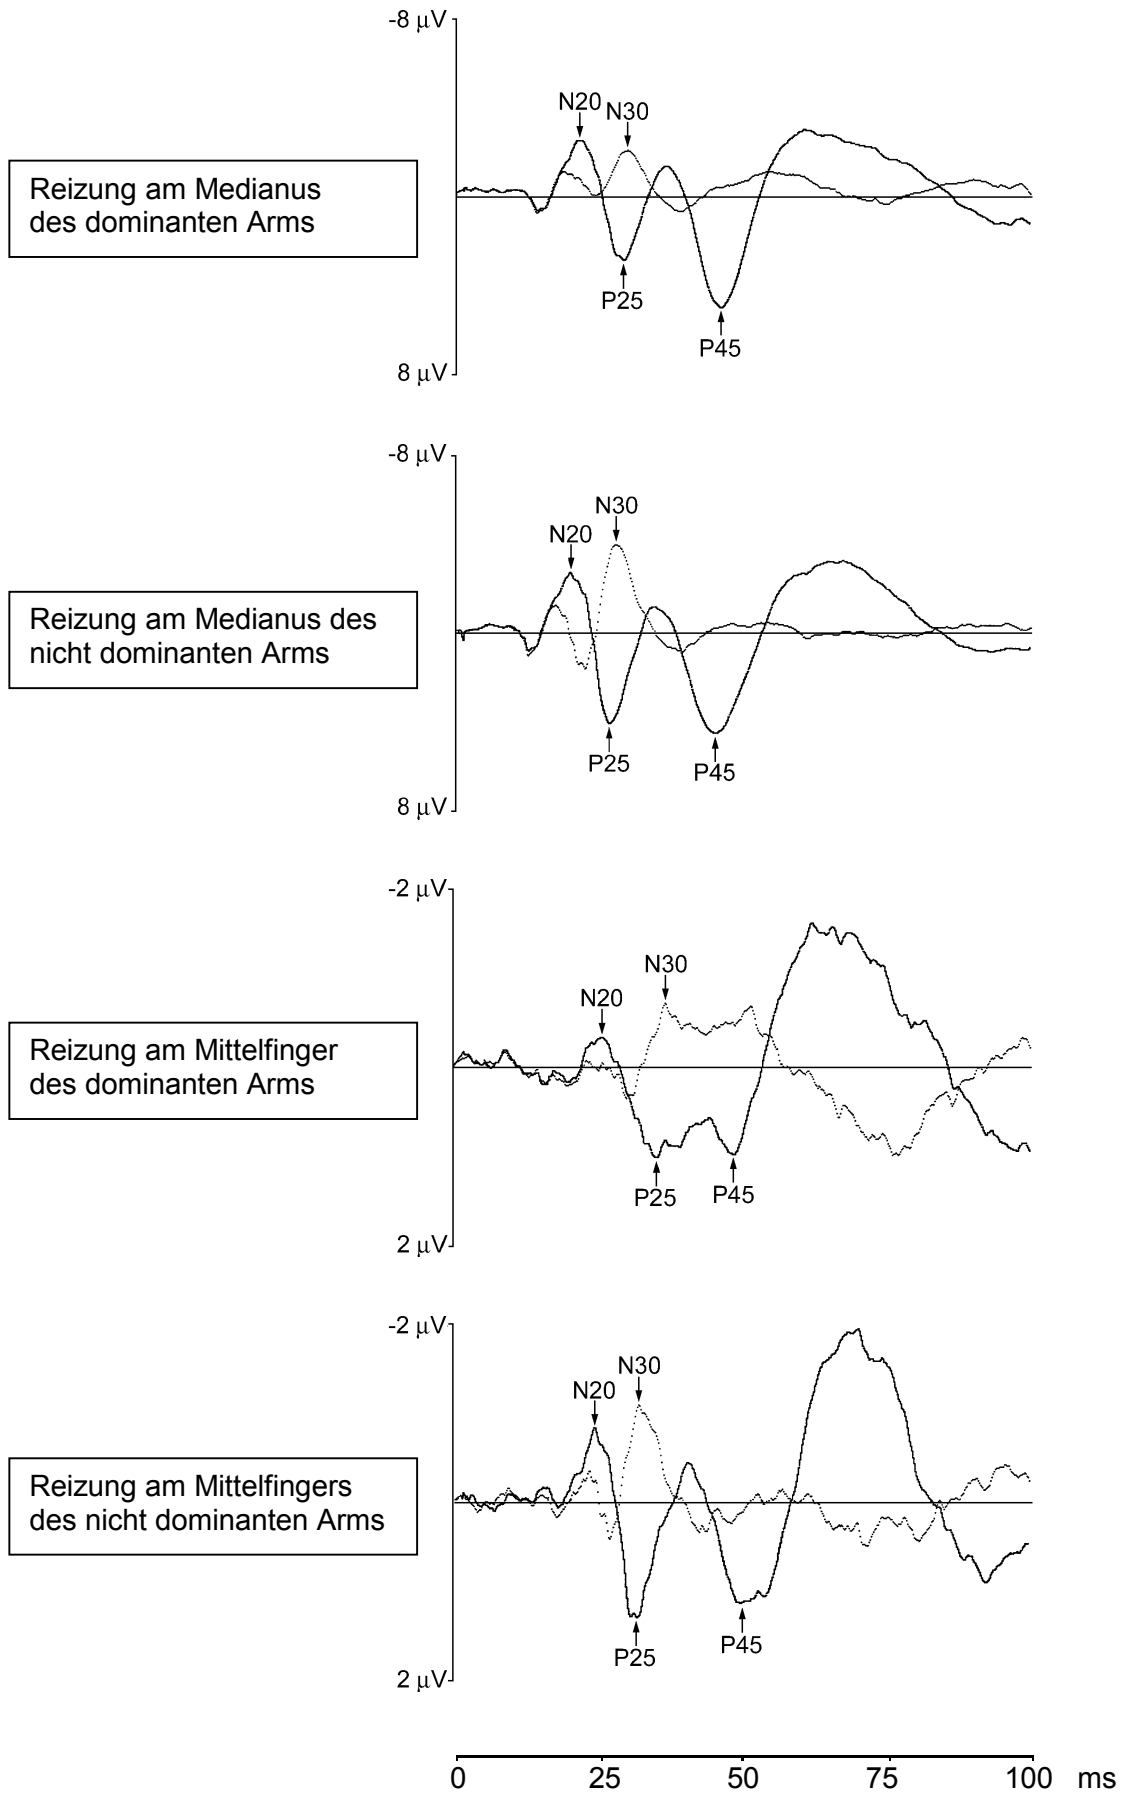 -8 µV
N20
N30
Reizung am Medianus
des dominanten Arms
P25
P45
8 µV
-8 µV
N30
N20
Reizung am Medianus des
nicht dominanten Arms
P25
P45
8 µV
-2 µV
N30
N20
Reizung am Mittelfinger
des dominanten Arms
P25
P45
2 µV
-2 µV
N30
N20
Reizung am Mittelfingers
des nicht dominanten Arms
P45
P25
2 µV
0 25 50 75 100 ms